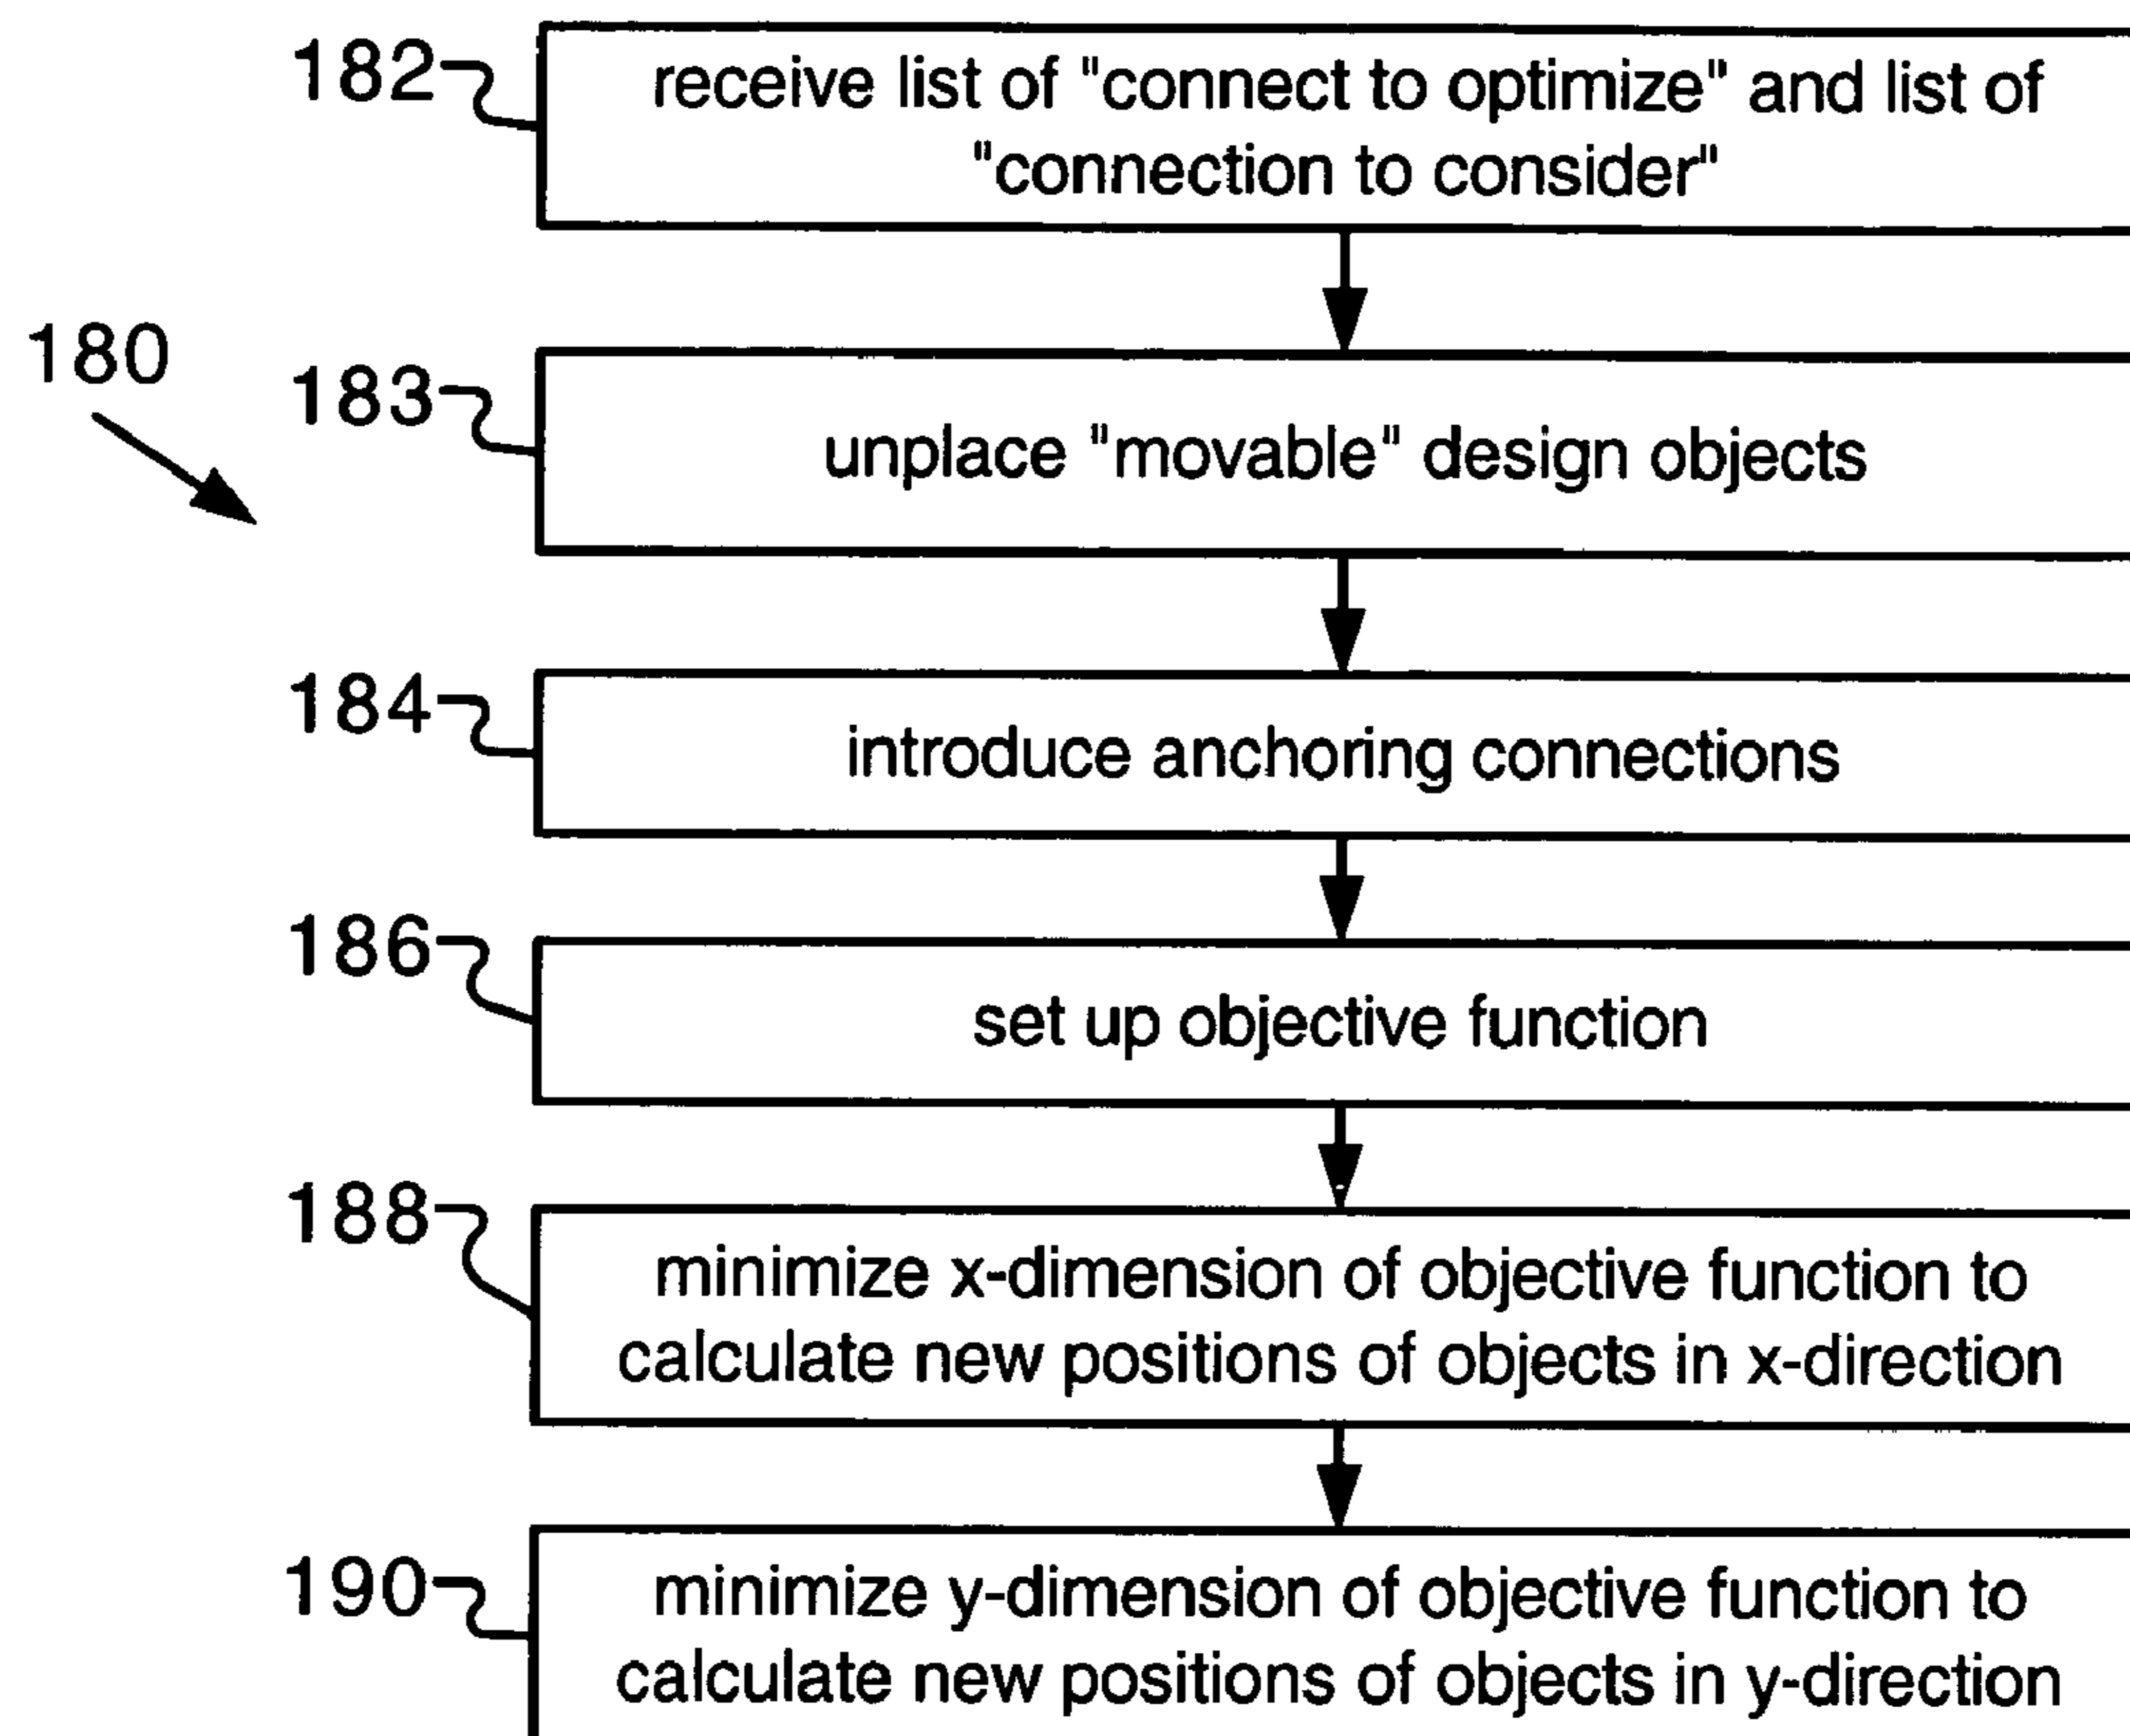 182
receive list of "connect to optimize" and list of
"connection to consider"
180
183
unplace "movable" design objects
184
introduce anchoring connections
186
set up objective function
188
minimize x-dimension of objective function to
calculate new positions of objects in x-direction
190
minimize y-dimension of objective function to
calculate new positions of objects in y-direction